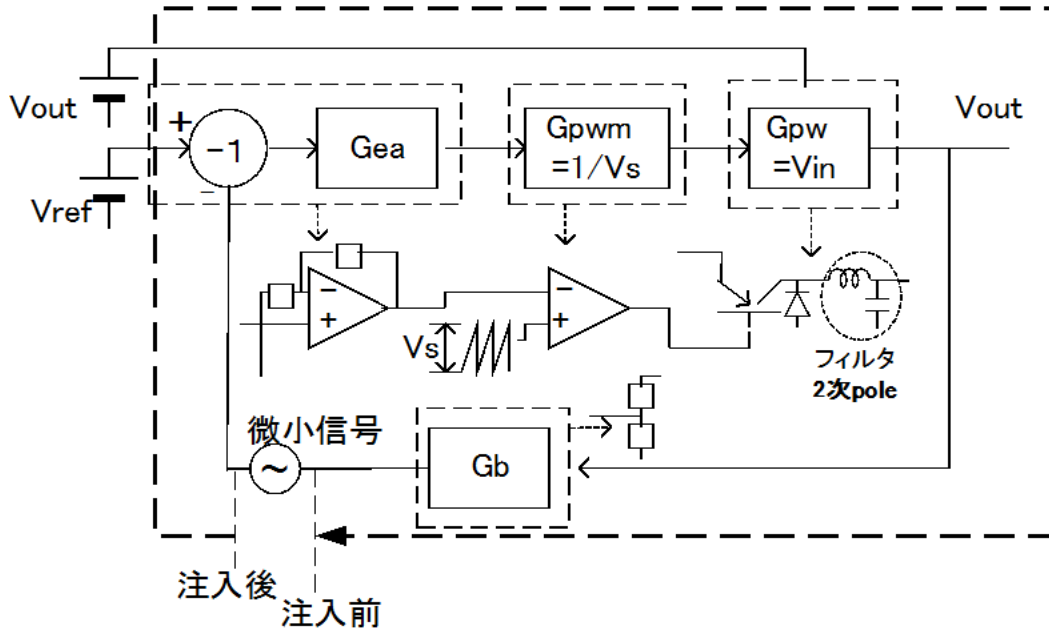 Vout
Vref
+
-1
-
Gea
Gpwm
=1/Vs
Gpw
=Vin
Vout
-
+
Vs
-
+
フィルタ
2次pole
微小信号
~
Gb
注入後
注入前